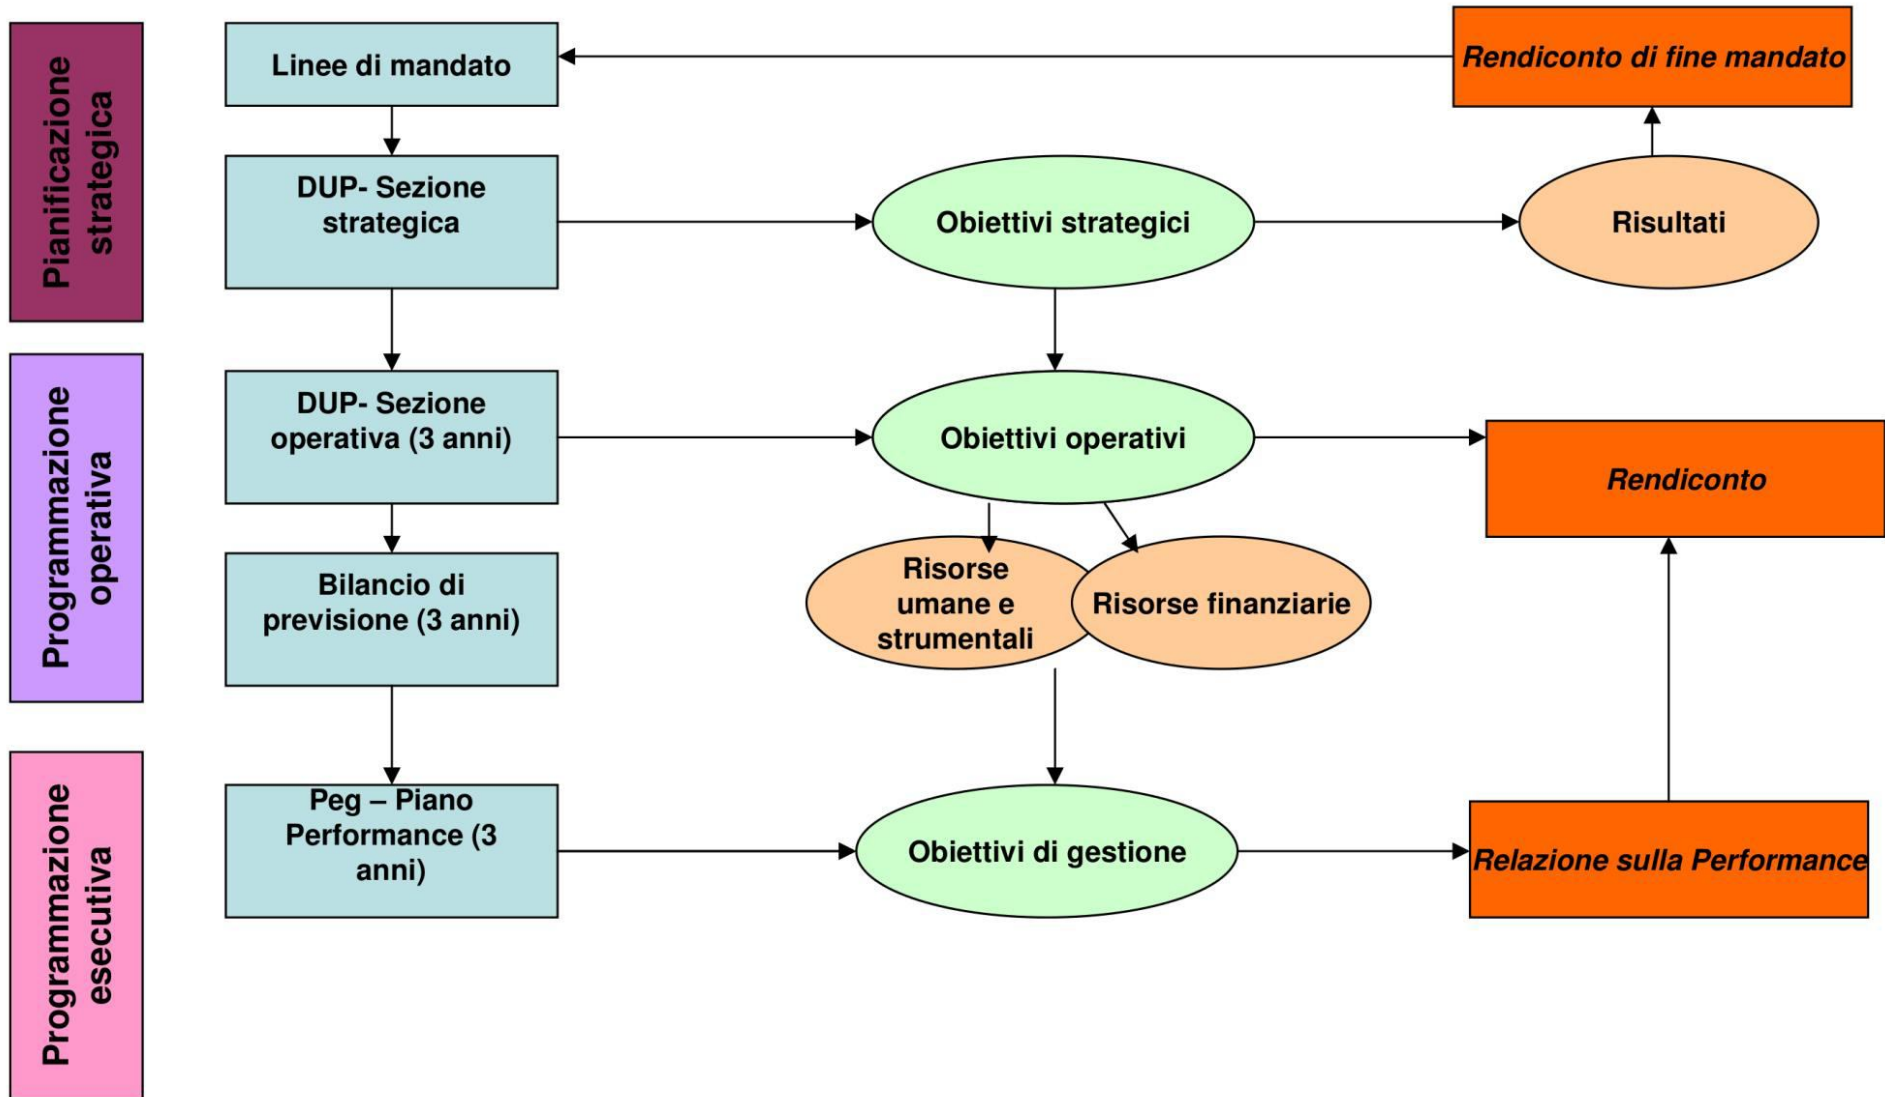 Pianificazione
strategica
Linee di mandato
Rendiconto di fine mandato
DUP- Sezione
strategica
Obiettivi strategici
Risultati
Programmazione
operativa
DUP- Sezione
operativa (3 anni)
Obiettivi operativi
Rendiconto
Bilancio di
previsione (3 anni)
Risorse
umane e
strumentali
Risorse finanziarie
Programmazione
esecutiva
Peg – Piano
Performance (3
anni)
Obiettivi di gestione
Relazione sulla Performance